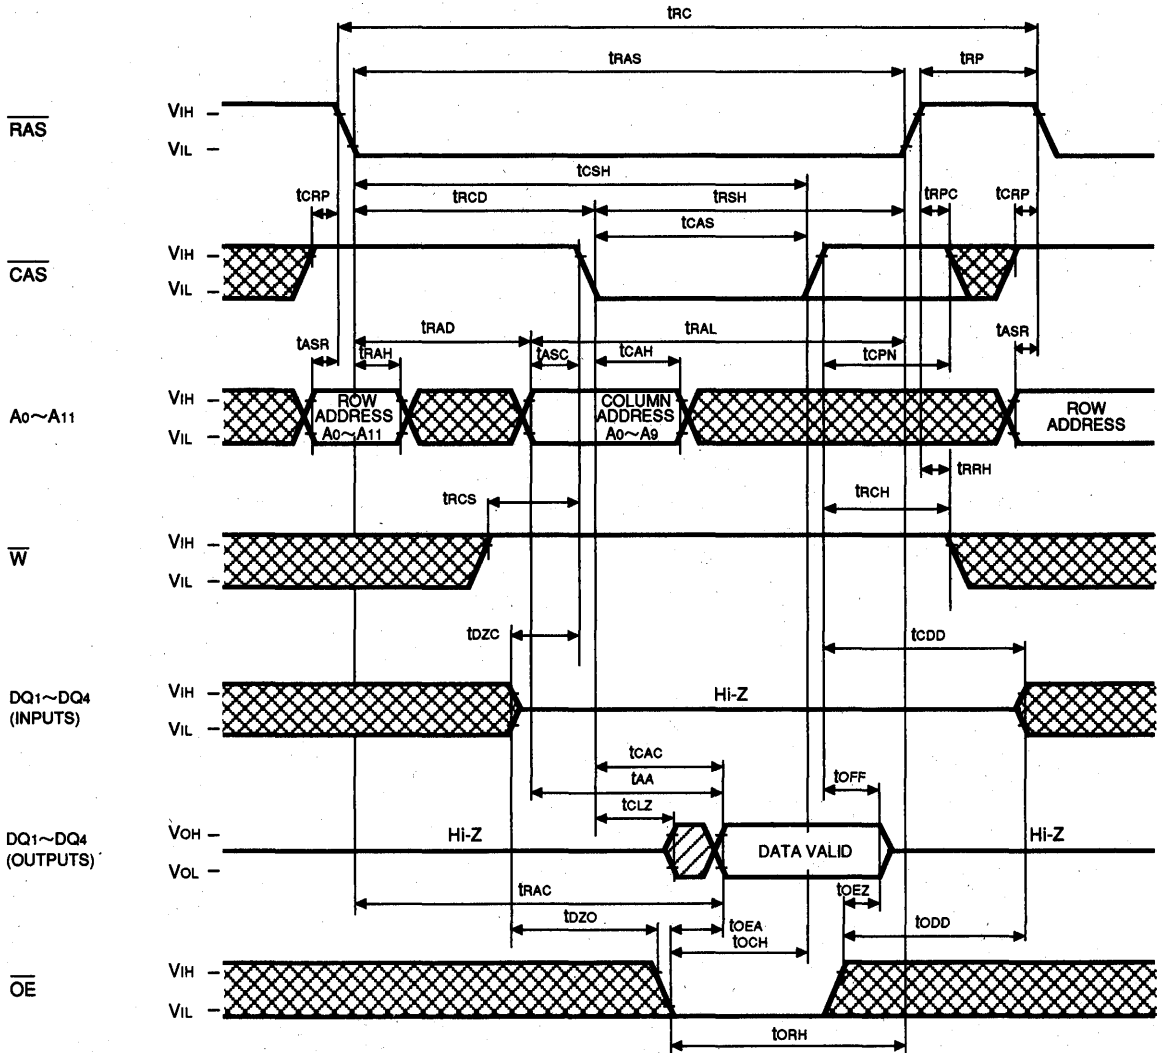 tRC
tRAS
tRP
RAS
VIH
VIL
tCSH
tCRP
tRCD
tRSH
tRPC
tCRP
tCAS
CAS
VIH
VIL
tRAD
tRAL
tASR
tRAH
tASC
tCAH
tCPN
tASR
A0~A11
VIH
VIL
ROW
ADDRESS
A0~A11
COLUMN
ADDRESS
A0~A9
ROW
ADDRESS
tRRH
tRCS
tRCH
W
VIH
VIL
tDZC
tCDD
DQ1~DQ4
(INPUTS)
VIH
VIL
Hi-Z
tCAC
tAA
tOFF
tCLZ
DQ1~DQ4
(OUTPUTS)
VOH
VOL
Hi-Z
DATA VALID
Hi-Z
tRAC
tOEZ
tDZO
tOEA
tODD
tOCH
OE
VIH
VIL
tORH